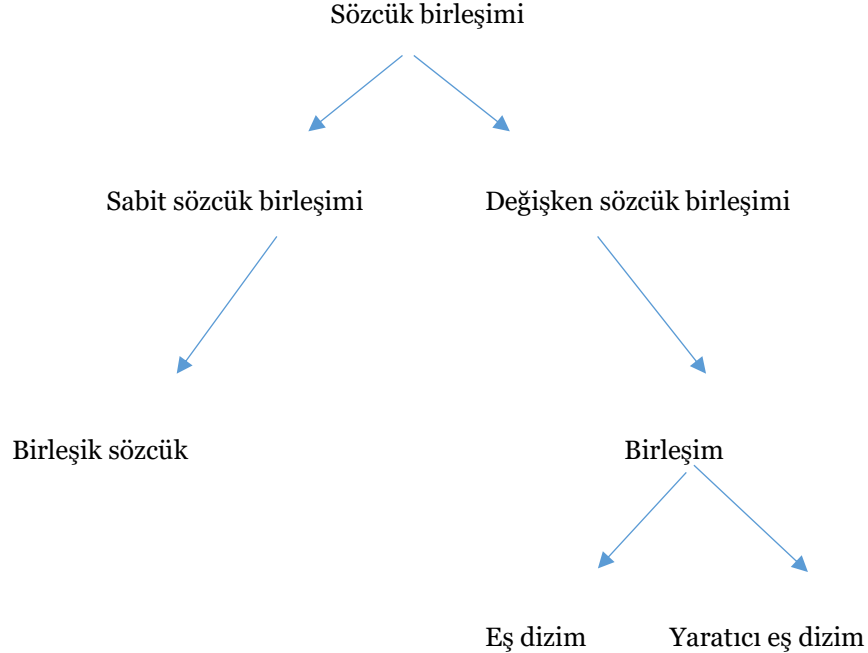 Sözcük birleşimi
Sabit sözcük birleşimi
Değişken sözcük birleşimi
Birleşik sözcük
Birleşim
Eş dizim
Yaratıcı eş dizim